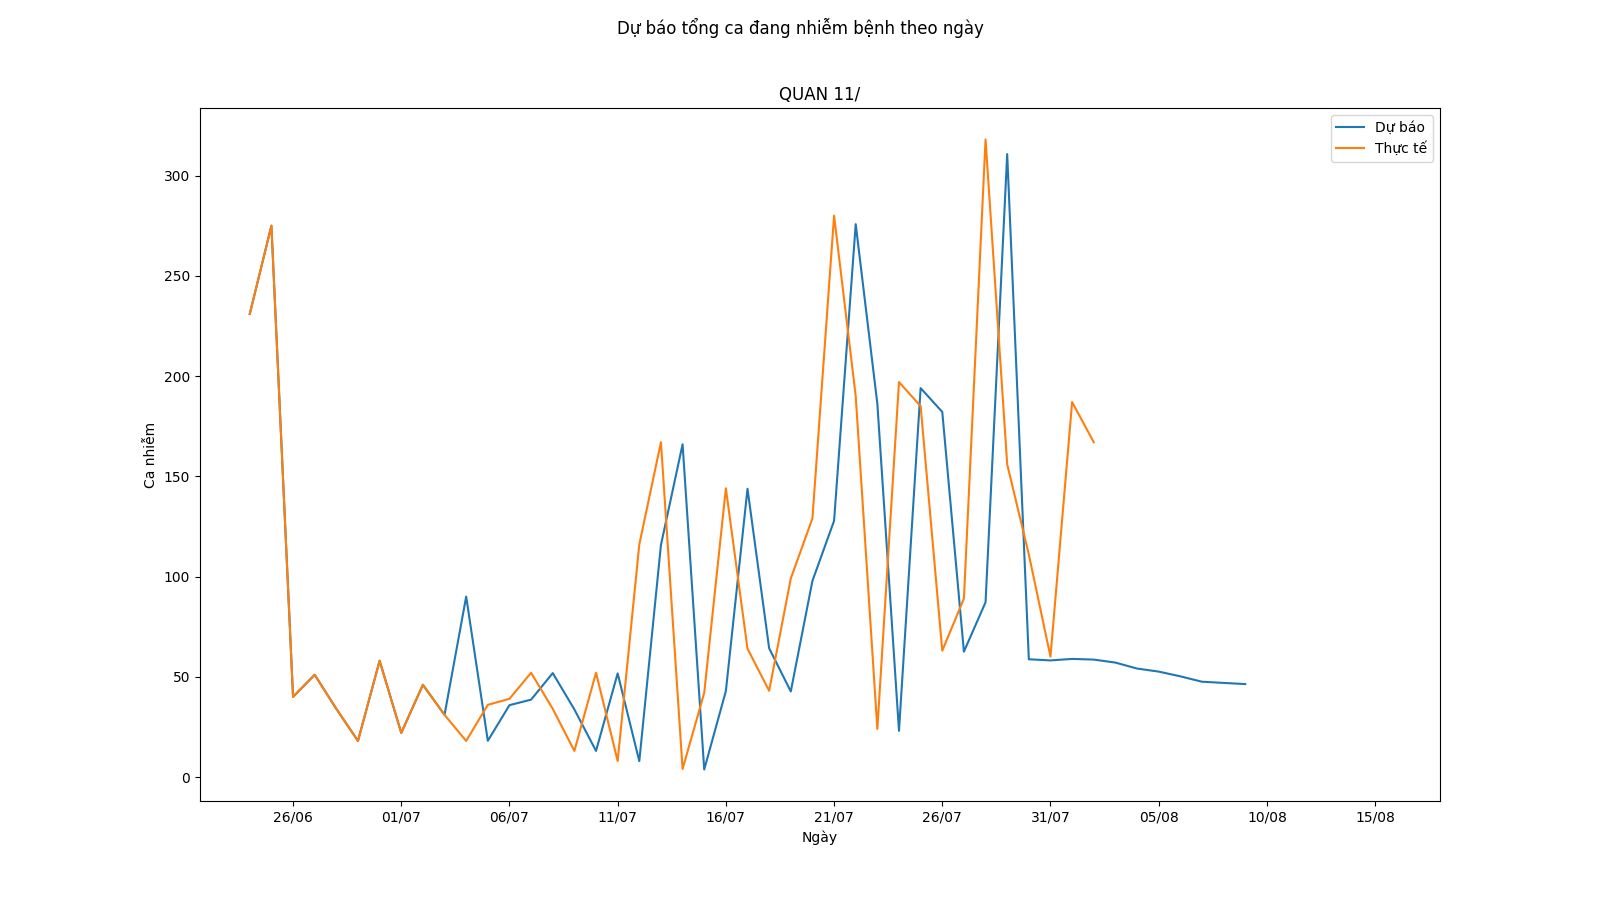 Dự báo tổng ca đang nhiễm bệnh theo ngày
QUAN 11/
Dự báo
Thực tế
300
250
200
150
100
50
0
Ca nhiễm
26/06 01/07 06/07 11/07 16/07 21/07 26/07 31/07 05/08 10/08 15/08
Ngày